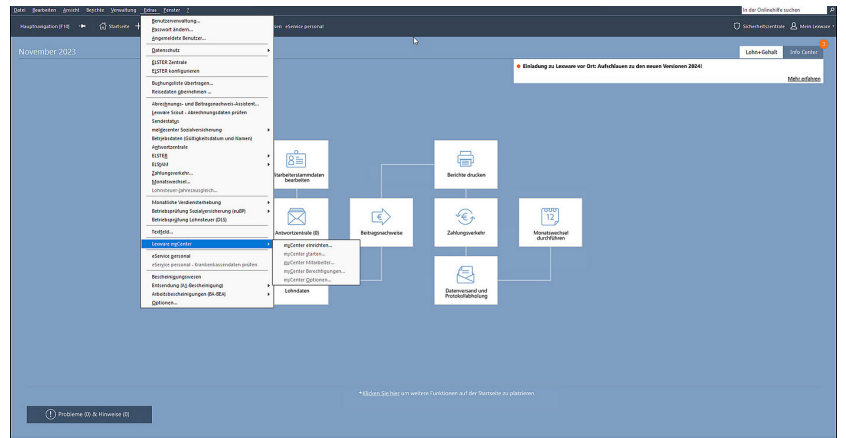 Datei Bearbeiten Ansicht Berichte Verwaltung Extras Fenster ?
In der Onlinehilfe suchen
Hauptnavigation (F10)
Startseite
eService personal
Sicherheitszentrale
Mein Lexware
Benutzerverwaltung...
Passwort ändern...
Angemeldete Benutzer...
Datenschutz
ELSTER Zentrale
ELSTER konfigurieren
Buchungsliste übertragen...
Reisedaten übernehmen ...
Abrechnungs- und Beitragsnachweis-Assistent...
Lexware Scout - Abrechnungsdaten prüfen
Sendestatus
meldecenter Sozialversicherung
Betriebsdaten (Gültigkeitsdatum und Namen)
Antwortzentrale
ELSTER
ELStAM
Zahlungsverkehr...
Monatswechsel...
Lohnsteuer-Jahresausgleich...
Monatliche Verdiensterhebung
Betriebsprüfung Sozialversicherung (euBP)
Betriebsprüfung Lohnsteuer (DLS)
Textfeld...
Lexware myCenter
eService personal
eService personal - Krankenkassendaten prüfen
Bescheinigungswesen
Entsendung (A1-Bescheinigung)
Arbeitsbescheinigungen (BA-BEA)
Optionen...
myCenter einrichten...
myCenter starten...
myCenter Mitarbeiter...
myCenter Berechtigungen...
myCenter Optionen...
November 2023
Lohn+Gehalt
Info Center
3
Einladung zu Lexware vor Ort: Aufschlauen zu den neuen Versionen 2024!
Mehr erfahren
bearbeiten
Berichte drucken
Antwortzentrale (0)
Beitragsnachweise
Zahlungsverkehr
12
Monatswechsel
durchführen
Lohndaten
Datenversand und
Protokollabholung
+Klicken Sie hier um weitere Funktionen auf der Startseite zu platzieren
Probleme (0) & Hinweise (0)